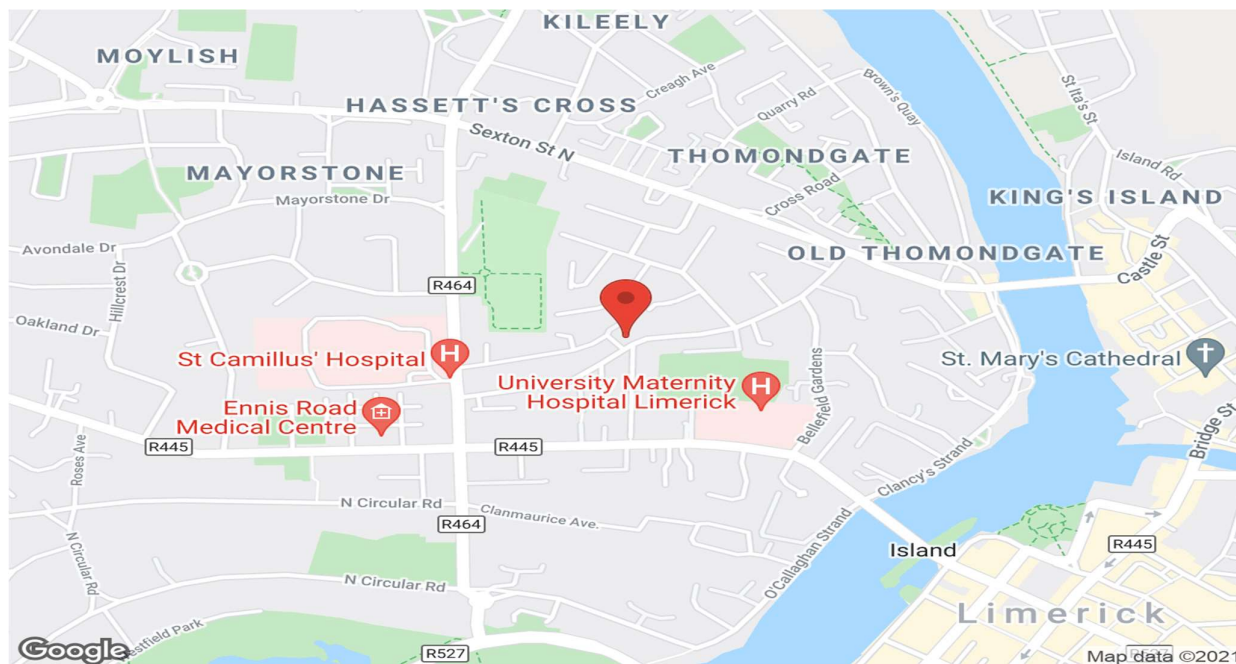 KILEELY
MOYLISH
Creagh Ave
Brown's Quay
St Ita's St
HASSETT'S CROSS
Quarry Rd
Sexton St N
THOMONDGATE
Island Rd
MAYORSTONE
Mayorstone Dr
Cross Road
KING'S ISLAND
Avondale Dr
OLD THOMONDGATE
Castle St
Hillcrest Dr
R464
Oakland Dr
St Camillus' Hospital
H
University Maternity
Hospital Limerick
H
Bellefield Gardens
St. Mary's Cathedral
Ennis Road
Medical Centre
Bridge St
R445
R445
Roses Ave
Clancy's Strand
N Circular Rd
R464
Clanmaurice Ave.
O'Callaghan Strand
Island
R445
N Circular Rd
N Circular Rd
Limerick
estfield Park
R527
Google
Map data ©2021